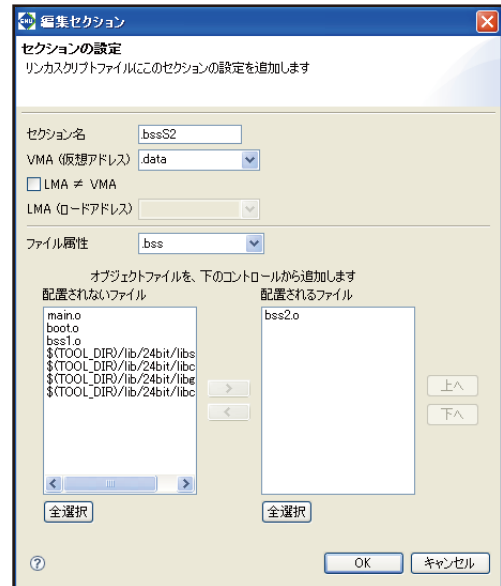 GNU 編集セクション
セクションの設定
リンカスクリプトファイルにこのセクションの設定を追加します
セクション名 .bssS2
VMA (仮想アドレス) .data
LMA ≠ VMA
LMA (ロードアドレス)
ファイル属性 .bss
オブジェクトファイルを、下のコントロールから追加します
配置されないファイル 配置されるファイル
main.o bss2.o
boot.o
bss1.o
$(TOOL_DIR)/lib/24bit/libs
$(TOOL_DIR)/lib/24bit/libc
$(TOOL_DIR)/lib/24bit/libg
$(TOOL_DIR)/lib/24bit/libc
> 上へ
< 下へ
全選択 全選択
? OK キャンセル